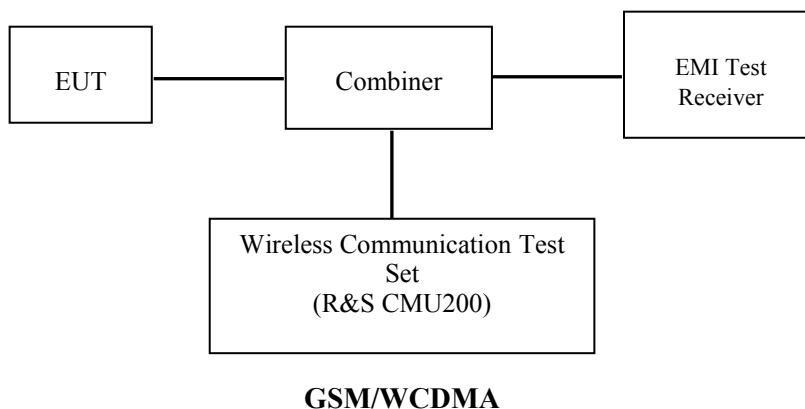 EUT
Combiner
EMI Test
Receiver
Wireless Communication Test
Set
(R&S CMU200)
GSM/WCDMA